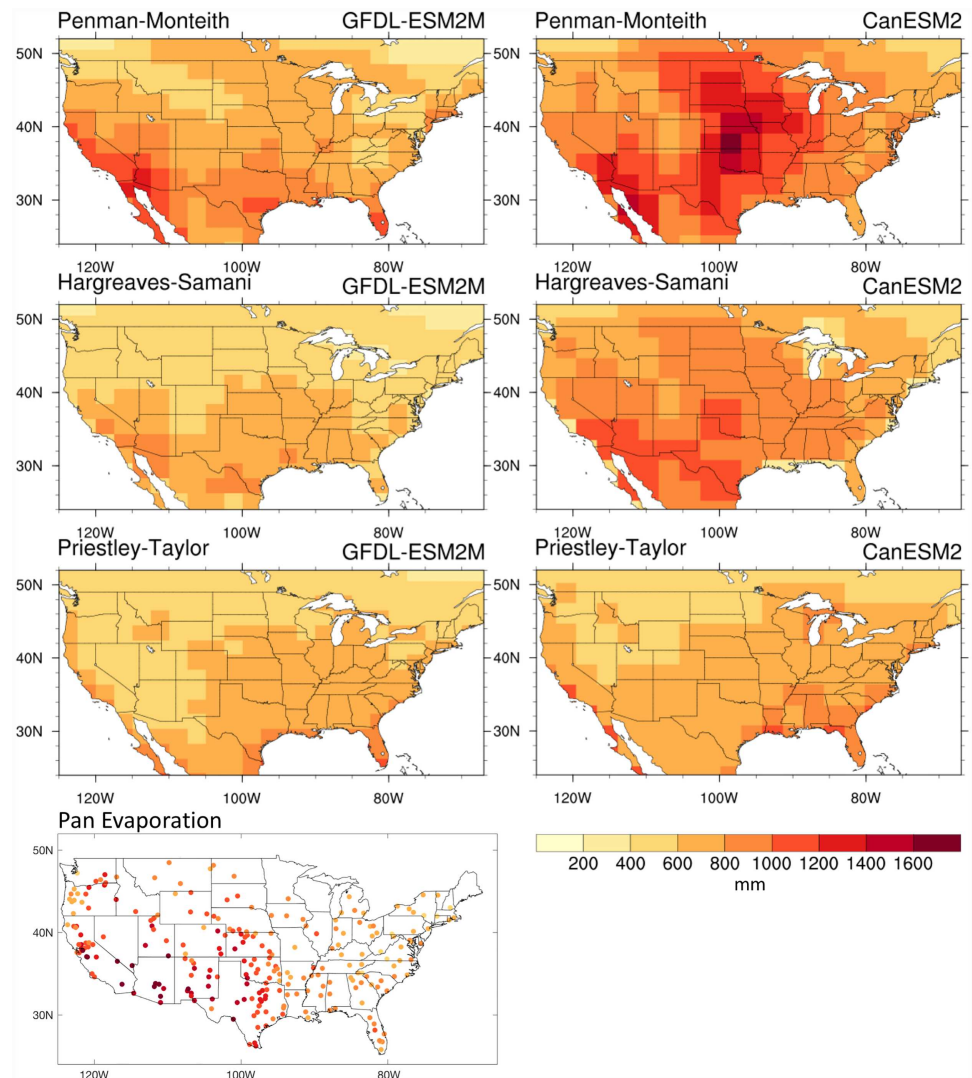 Penman-Monteith GFDL-ESM2M Penman-Monteith CanESM2
50N 50N
40N 40N
30N 30N
120W 100W 80W 120W 100W 80W
Hargreaves-Samani GFDL-ESM2M Hargreaves-Samani CanESM2
50N 50N
40N 40N
30N 30N
120W 100W 80W 120W 100W 80W
Priestley-Taylor GFDL-ESM2M Priestley-Taylor CanESM2
50N 50N
40N 40N
30N 30N
120W 100W 80W 120W 100W 80W
Pan Evaporation
50N
40N
30N
120W 100W 80W
200 400 600 800 1000 1200 1400 1600
mm